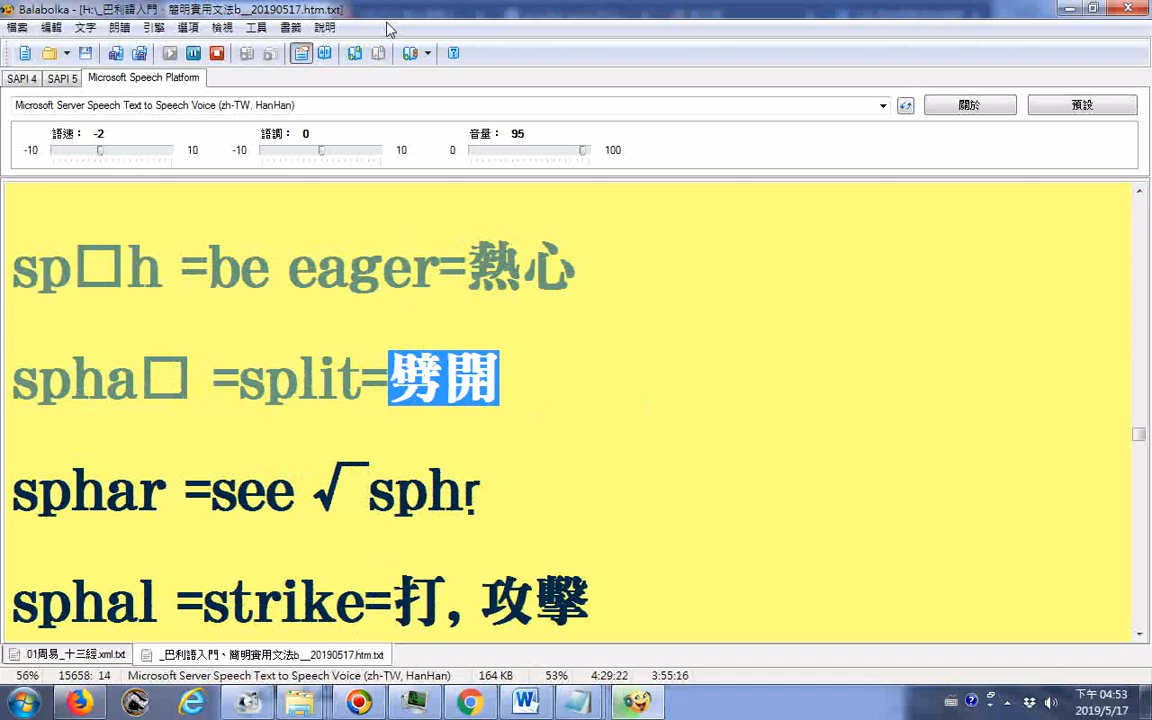 Balabolka - [H:\_巴利語入門、簡明實用文法b__20190517.htm.txt]
檔案 編輯 文字 朗讀 引擎 選項 檢視 工具 書籤 說明
SAPI 4 SAPI 5 Microsoft Speech Platform
Microsoft Server Speech Text to Speech Voice (zh-TW, HanHan) 關於 預設
語速： -2 語調： 0 音量： 95
-10 10 -10 10 0 100
sp□h =be eager=熱心
spha□ =split=劈開
sphar =see √sphṛ
sphal =strike=打, 攻擊
01周易_十三經.xml.txt _巴利語入門、簡明實用文法b__20190517.htm.txt
56% 15658: 14 Microsoft Server Speech Text to Speech Voice (zh-TW, HanHan) 164 KB 53% 4:29:22 3:55:16
下午 04:53
2019/5/17